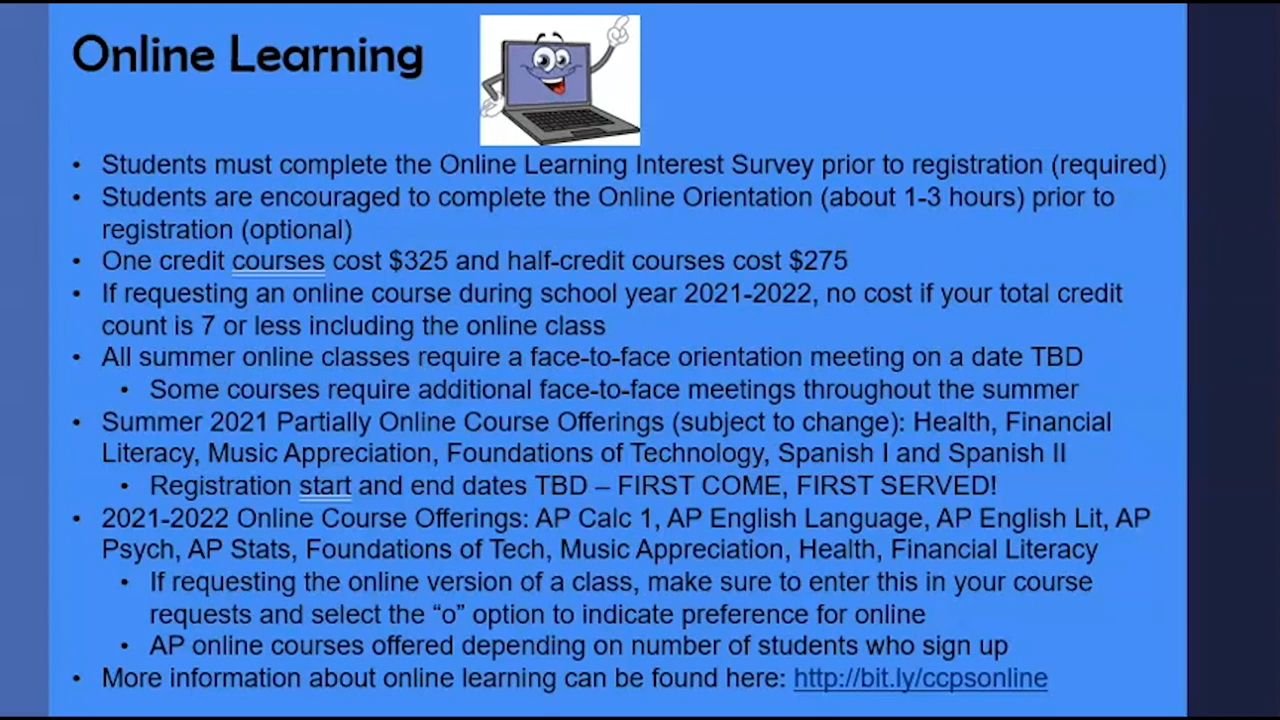 Online Learning
• Students must complete the Online Learning Interest Survey prior to registration (required)
• Students are encouraged to complete the Online Orientation (about 1-3 hours) prior to
registration (optional)
• One credit courses cost $325 and half-credit courses cost $275
• If requesting an online course during school year 2021-2022, no cost if your total credit
count is 7 or less including the online class
• All summer online classes require a face-to-face orientation meeting on a date TBD
• Some courses require additional face-to-face meetings throughout the summer
• Summer 2021 Partially Online Course Offerings (subject to change): Health, Financial
Literacy, Music Appreciation, Foundations of Technology, Spanish I and Spanish II
• Registration start and end dates TBD – FIRST COME, FIRST SERVED!
• 2021-2022 Online Course Offerings: AP Calc 1, AP English Language, AP English Lit, AP
Psych, AP Stats, Foundations of Tech, Music Appreciation, Health, Financial Literacy
• If requesting the online version of a class, make sure to enter this in your course
requests and select the “o” option to indicate preference for online
• AP online courses offered depending on number of students who sign up
• More information about online learning can be found here: http://bit.ly/ccpsonline